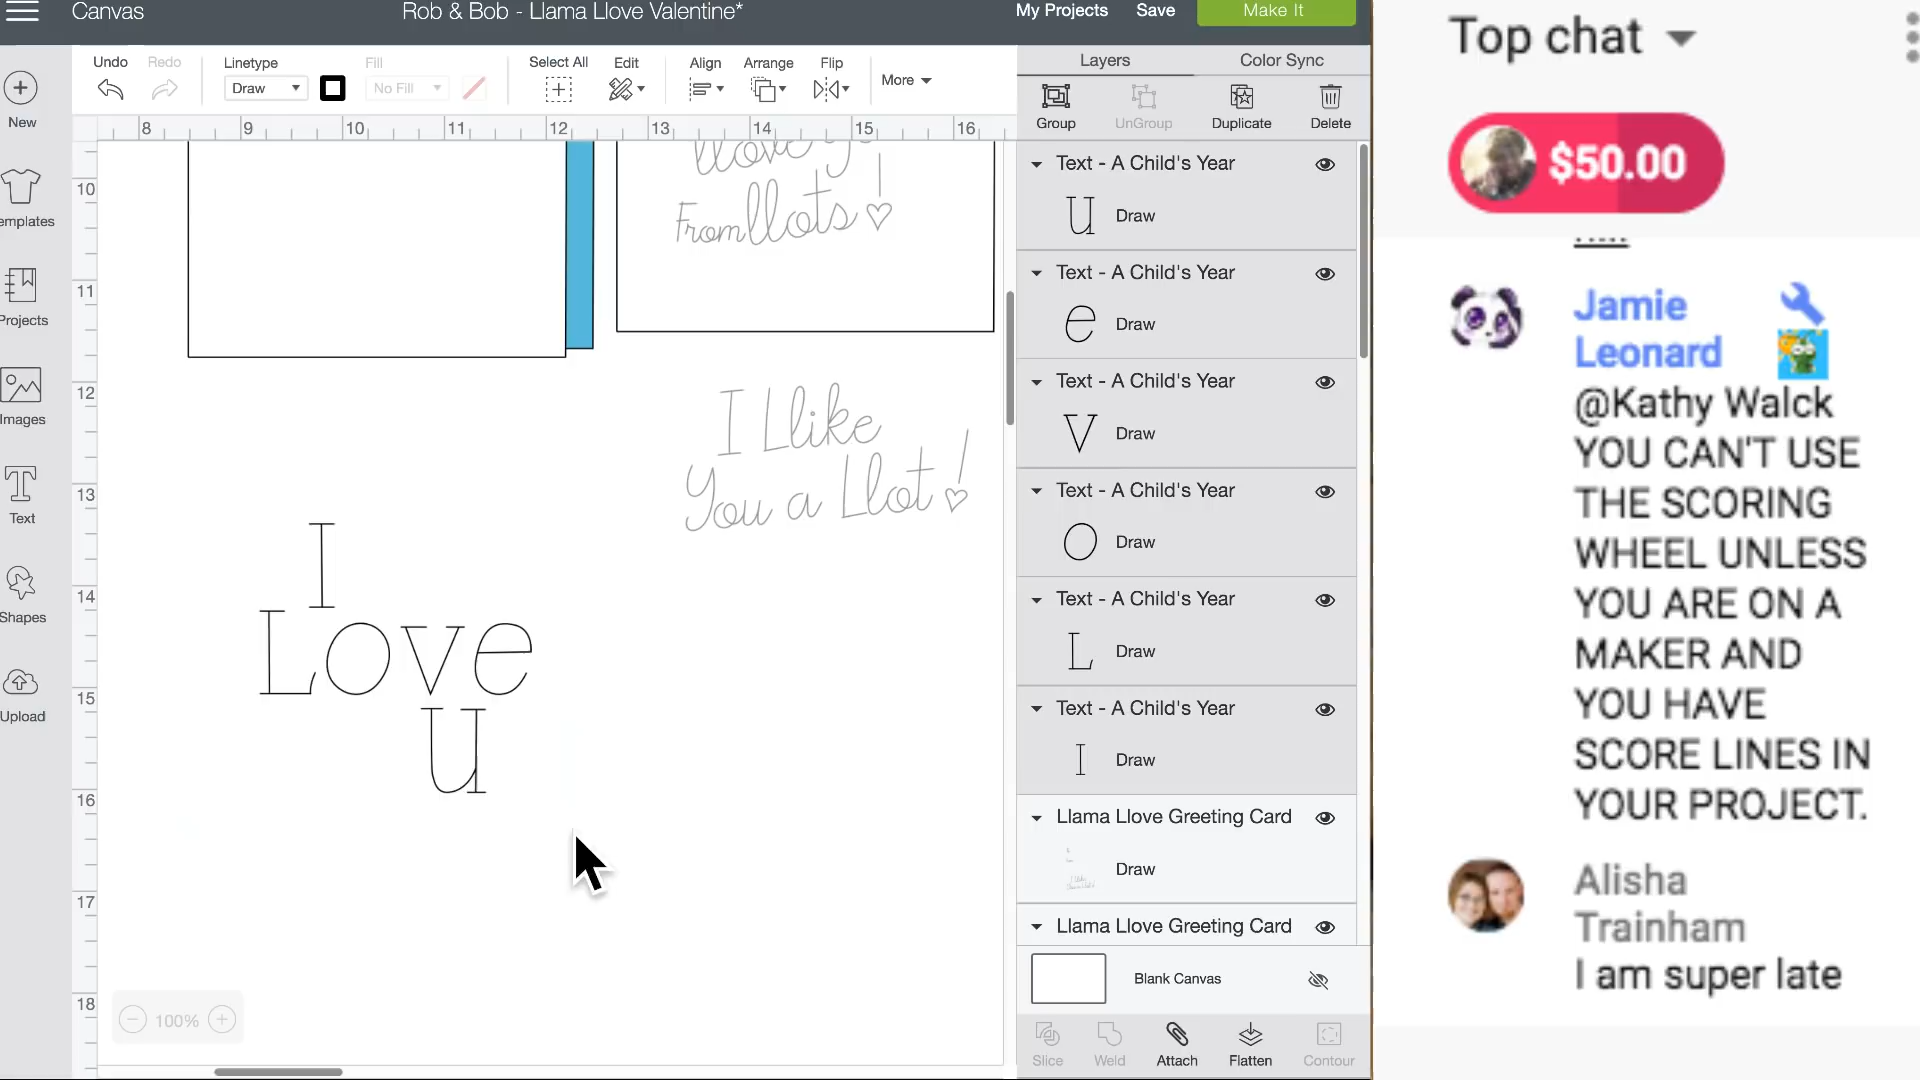 Canvas
Rob & Bob - Llama Llove Valentine*
My Projects
Save
Make It
Undo
Redo
Linetype
Draw
Fill
No Fill
Select All
Edit
Align
Arrange
Flip
More
Layers
Color Sync
Group
UnGroup
Duplicate
Delete
New
emplates
Projects
Images
Text
Shapes
Upload
8 9 10 11 12 13 14 15 16
10
11
12
13
14
15
16
17
18
From llots
I Llike
You a Llot!
I
Love
u
100%
Text - A Child's Year
u Draw
Text - A Child's Year
e Draw
Text - A Child's Year
v Draw
Text - A Child's Year
o Draw
Text - A Child's Year
L Draw
Text - A Child's Year
I Draw
Llama Llove Greeting Card
Draw
Llama Llove Greeting Card
Blank Canvas
Slice
Weld
Attach
Flatten
Contour
Top chat
$50.00
Jamie
Leonard
@Kathy Walck
YOU CAN'T USE
THE SCORING
WHEEL UNLESS
YOU ARE ON A
MAKER AND
YOU HAVE
SCORE LINES IN
YOUR PROJECT.
Alisha
Trainham
I am super late